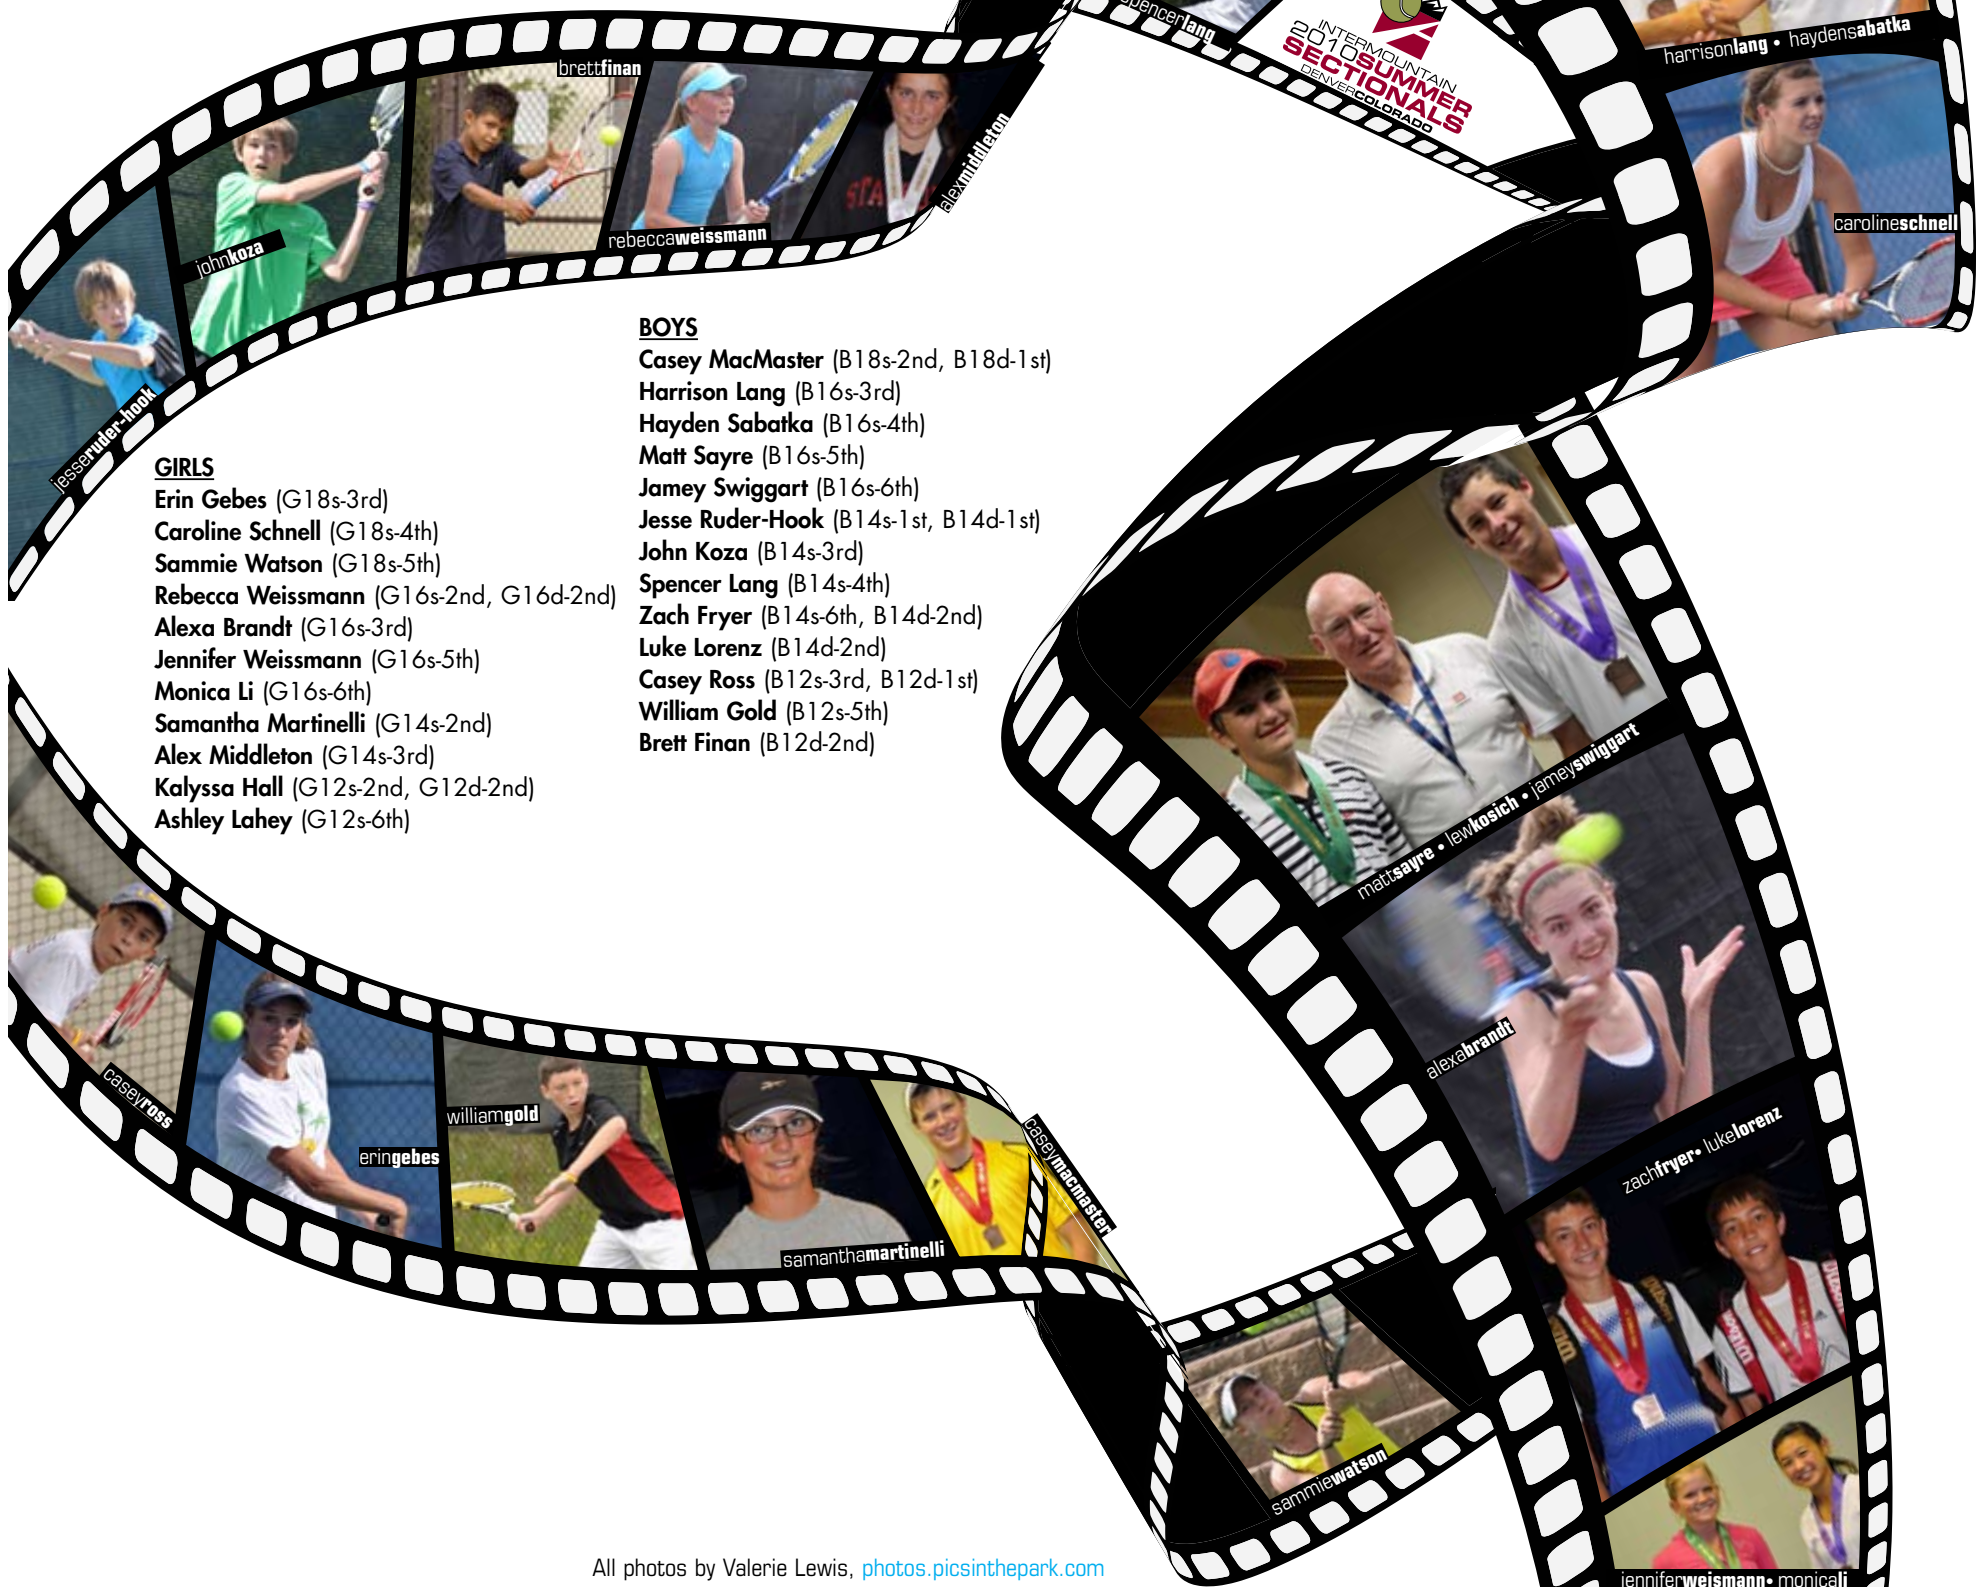 spencerlang
INTERMOUNTAIN
2010SUMMER
SECTIONALS
DENVERCOLORADO
harrisonlang • haydensabatka
brettfinan
alexmiddleton
carolineschnell
johnkoza
rebeccaweissmann
jesseruder-hook
GIRLS
Erin Gebes (G18s-3rd)
Caroline Schnell (G18s-4th)
Sammie Watson (G18s-5th)
Rebecca Weissmann (G16s-2nd, G16d-2nd)
Alexa Brandt (G16s-3rd)
Jennifer Weissmann (G16s-5th)
Monica Li (G16s-6th)
Samantha Martinelli (G14s-2nd)
Alex Middleton (G14s-3rd)
Kalyssa Hall (G12s-2nd, G12d-2nd)
Ashley Lahey (G12s-6th)
BOYS
Casey MacMaster (B18s-2nd, B18d-1st)
Harrison Lang (B16s-3rd)
Hayden Sabatka (B16s-4th)
Matt Sayre (B16s-5th)
Jamey Swiggart (B16s-6th)
Jesse Ruder-Hook (B14s-1st, B14d-1st)
John Koza (B14s-3rd)
Spencer Lang (B14s-4th)
Zach Fryer (B14s-6th, B14d-2nd)
Luke Lorenz (B14d-2nd)
Casey Ross (B12s-3rd, B12d-1st)
William Gold (B12s-5th)
Brett Finan (B12d-2nd)
mattsayre • lewkosich • jameyswiggart
alexabrandt
caseyross
eringebes
williamgold
samanthamartinelli
caseymacmaster
zachfryer• lukelorenz
sammiewatson
jenniferweismann• monicali
All photos by Valerie Lewis, photos.picsinthepark.com